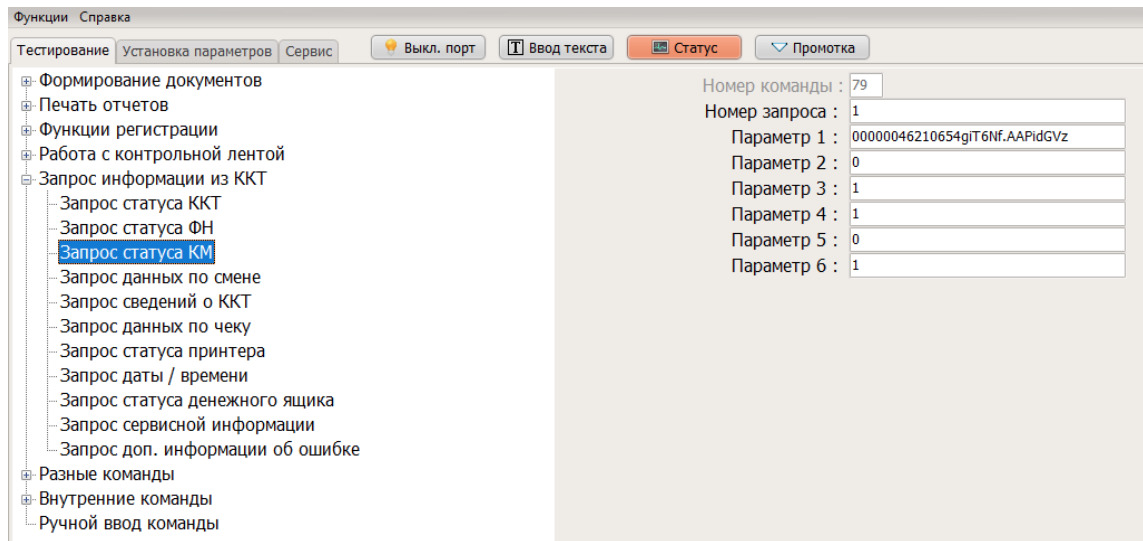 Функции Справка
Тестирование Установка параметров Сервис Выкл. порт Ввод текста Статус Промотка
Формирование документов
Печать отчетов
Функции регистрации
Работа с контрольной лентой
Запрос информации из ККТ
Запрос статуса ККТ
Запрос статуса ФН
Запрос статуса КМ
Запрос данных по смене
Запрос сведений о ККТ
Запрос данных по чеку
Запрос статуса принтера
Запрос даты / времени
Запрос статуса денежного ящика
Запрос сервисной информации
Запрос доп. информации об ошибке
Разные команды
Внутренние команды
Ручной ввод команды
Номер команды : 79
Номер запроса : 1
Параметр 1 : 00000046210654giT6Nf.AAPidGVz
Параметр 2 : 0
Параметр 3 : 1
Параметр 4 : 1
Параметр 5 : 0
Параметр 6 : 1